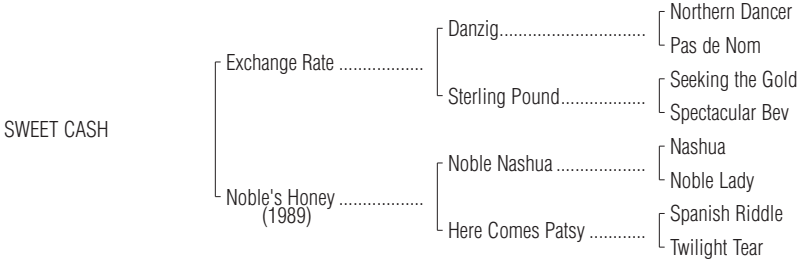 Northern Dancer
Danzig..............................
Pas de Nom
Exchange Rate ..................
Seeking the Gold
Sterling Pound..................
Spectacular Bev
SWEET CASH
Nashua
Noble Nashua ...................
Noble Lady
Noble's Honey ..................
(1989)
Spanish Riddle
Here Comes Patsy ............
Twilight Tear